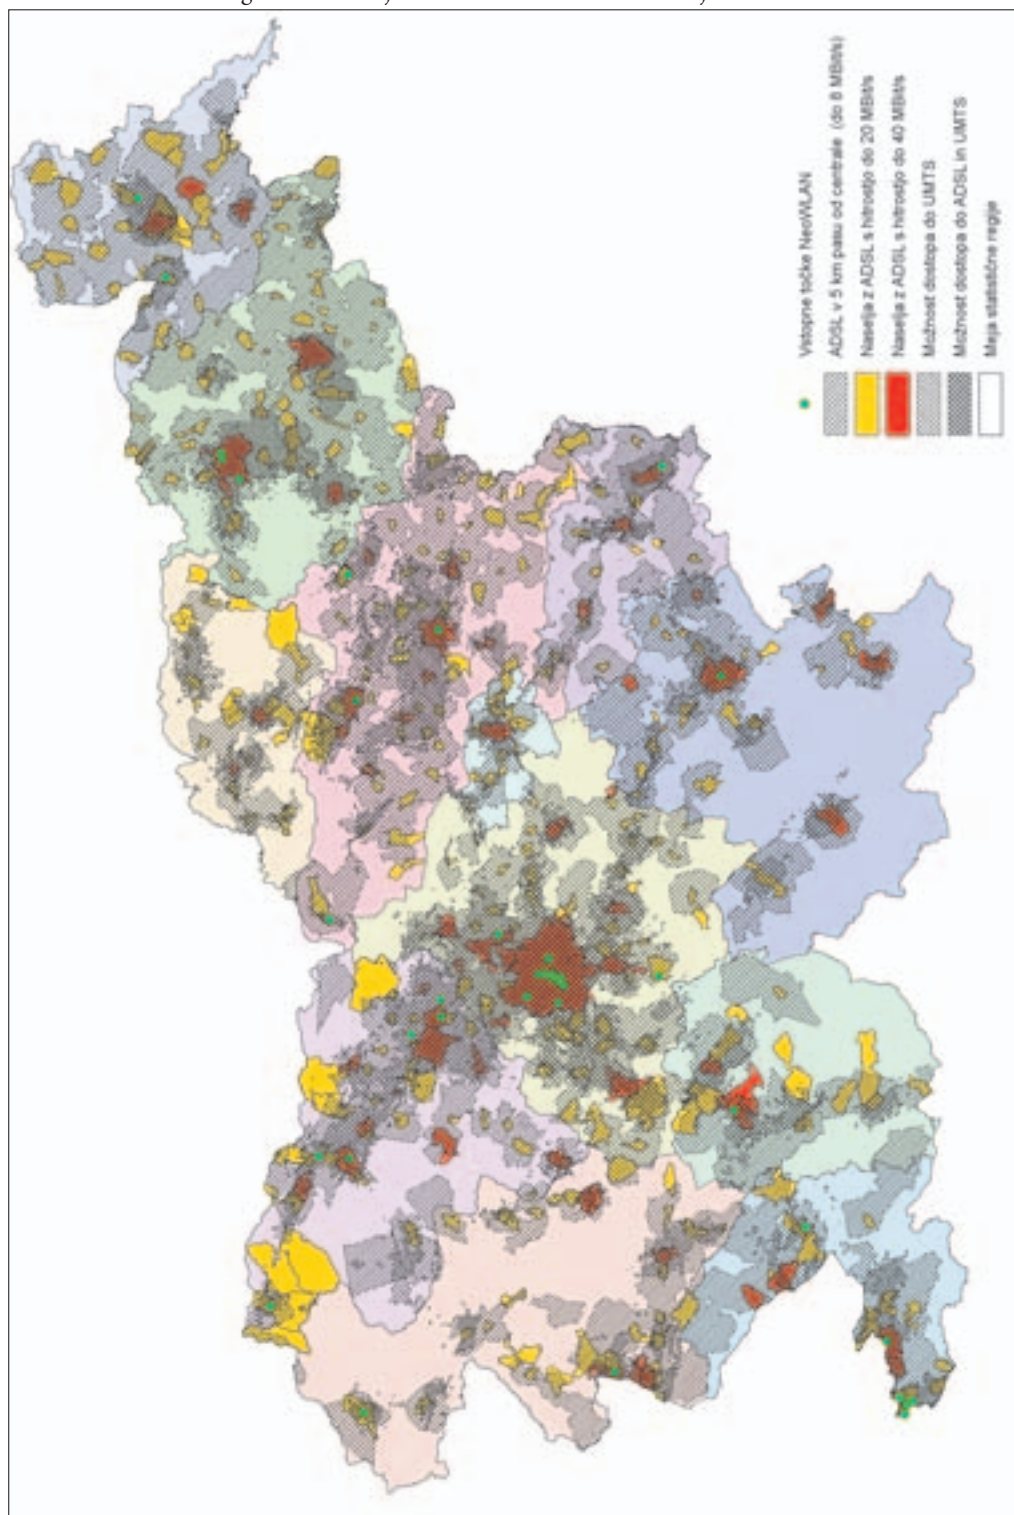 Vstopne točke NeoWLAN
ADSL v 5 km pasu od centrale (do 8 MBit/s)
Naselja z ADSL s hitrostjo do 20 MBit/s
Naselja z ADSL s hitrostjo do 40 MBit/s
Možnost dostopa do UMTS
Možnost dostopa do ADSL in UMTS
Meja statistične regije